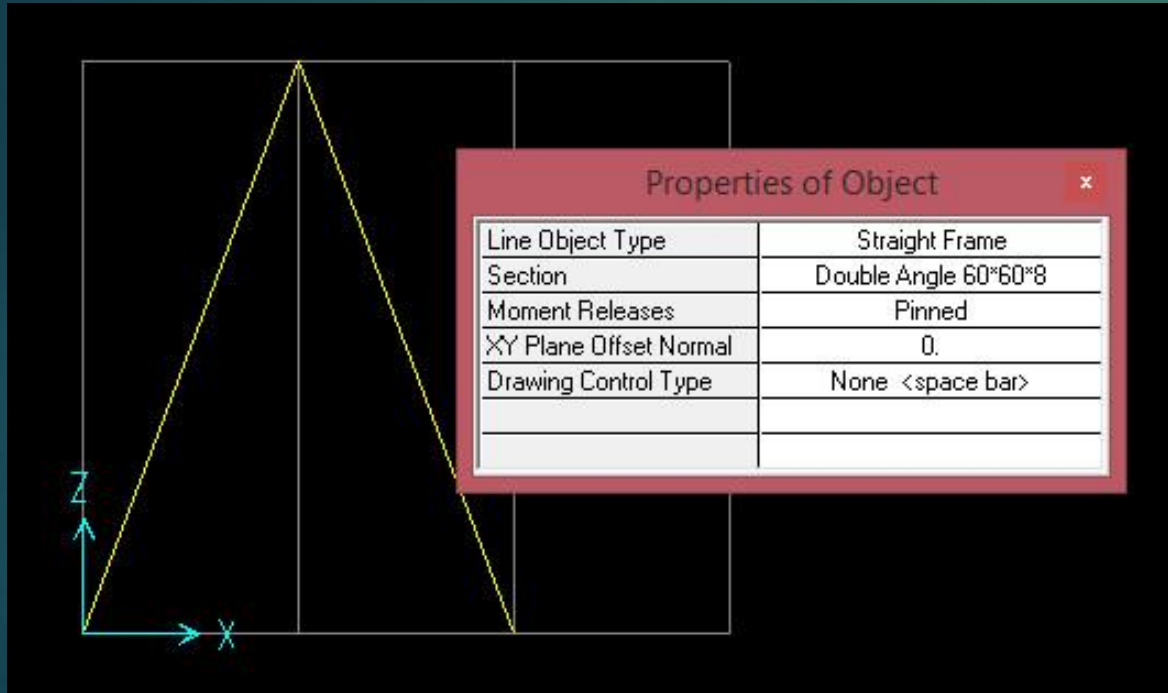 Properties of Object
x
Line Object Type Straight Frame
Section Double Angle 60*60*8
Moment Releases Pinned
XY Plane Offset Normal 0.
Drawing Control Type None <space bar>
Z
X